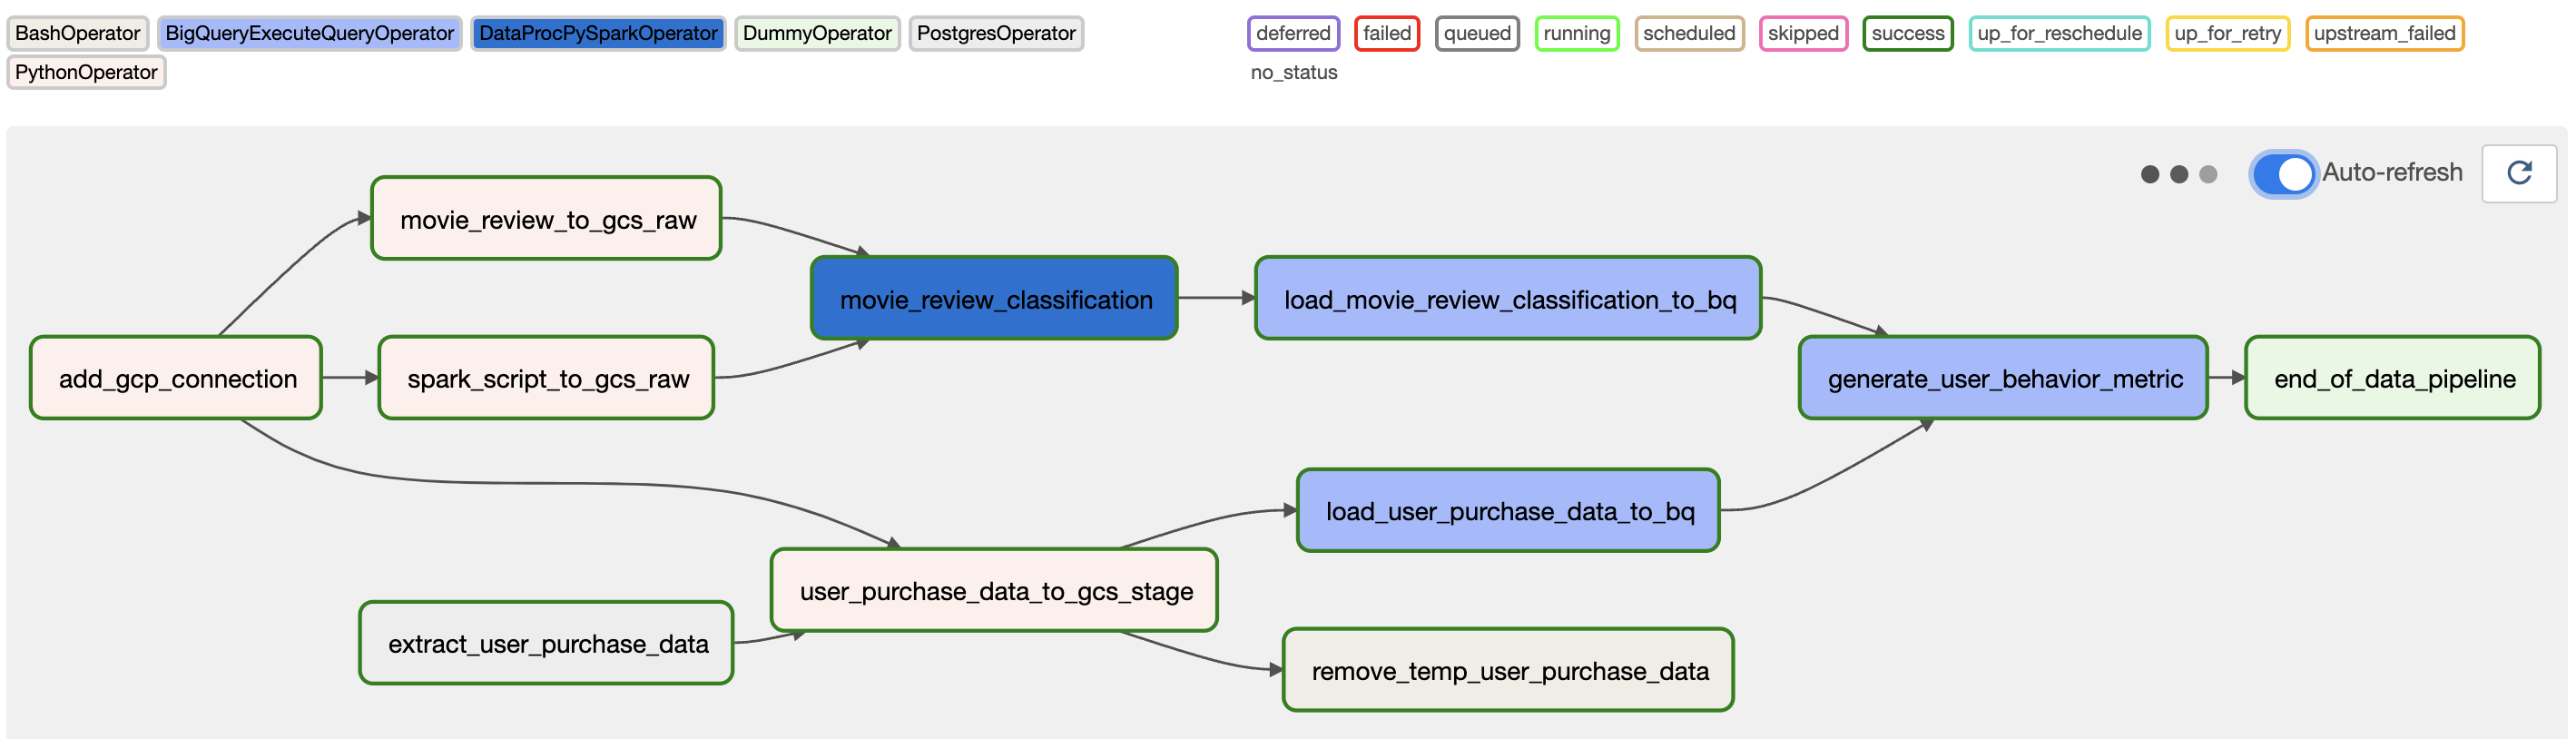 BashOperator BigQueryExecuteQueryOperator DataProcPySparkOperator DummyOperator PostgresOperator
PythonOperator
deferred failed queued running scheduled skipped success up_for_reschedule up_for_retry upstream_failed
no_status
Auto-refresh
movie_review_to_gcs_raw
movie_review_classification
load_movie_review_classification_to_bq
add_gcp_connection
spark_script_to_gcs_raw
generate_user_behavior_metric
end_of_data_pipeline
load_user_purchase_data_to_bq
user_purchase_data_to_gcs_stage
extract_user_purchase_data
remove_temp_user_purchase_data